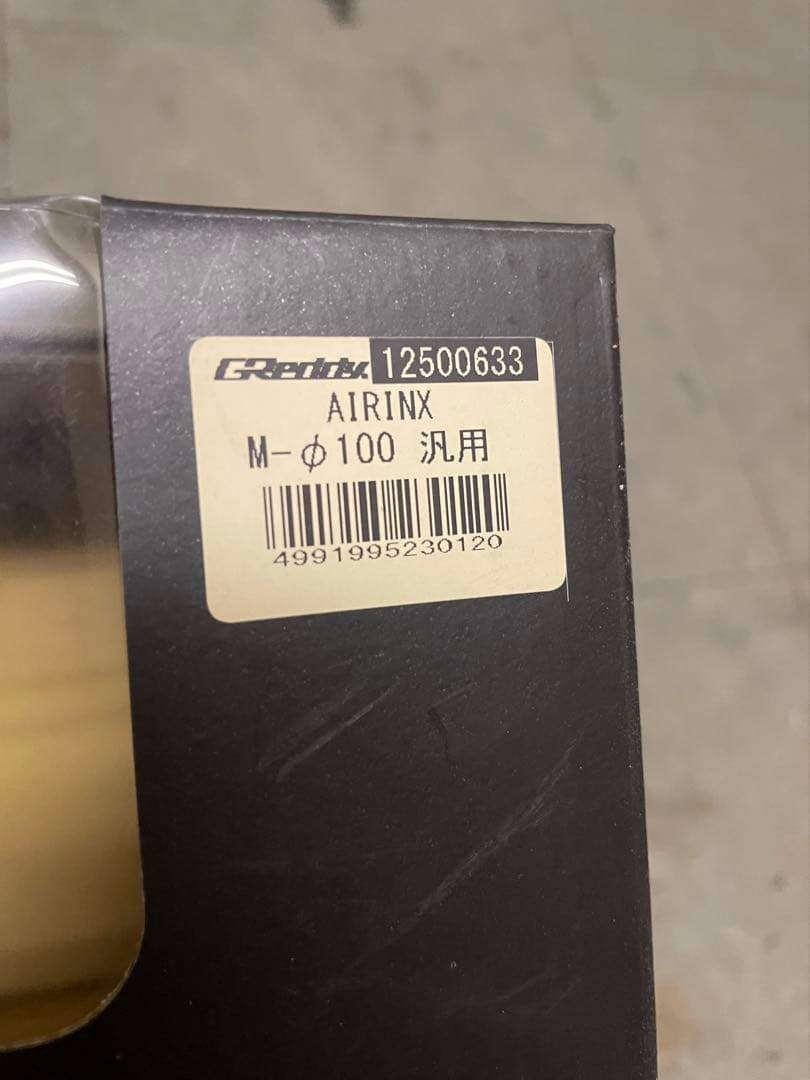 GReddy 12500633
AIRINX
M-φ100 汎用
4991995230120